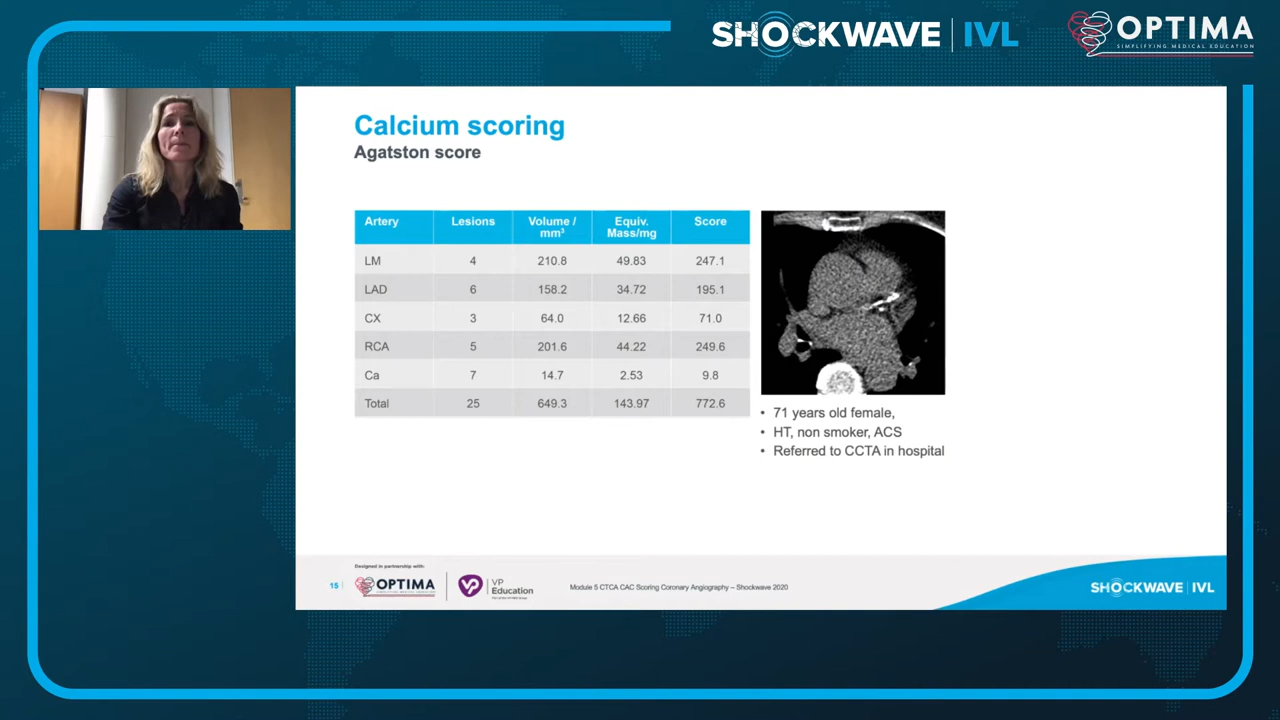 SHOCKWAVE IVL
OPTIMA
SIMPLIFYING MEDICAL EDUCATION
Calcium scoring
Agatston score
Artery Lesions Volume / mm³ Equiv. Mass/mg Score
LM 4 210.8 49.83 247.1
LAD 6 158.2 34.72 195.1
CX 3 64.0 12.66 71.0
RCA 5 201.6 44.22 249.6
Ca 7 14.7 2.53 9.8
Total 25 649.3 143.97 772.6
• 71 years old female,
• HT, non smoker, ACS
• Referred to CCTA in hospital
Designed in partnership with:
15
OPTIMA
VP Education
Module 5 CTCA CAC Scoring Coronary Angiography – Shockwave 2020
SHOCKWAVE IVL